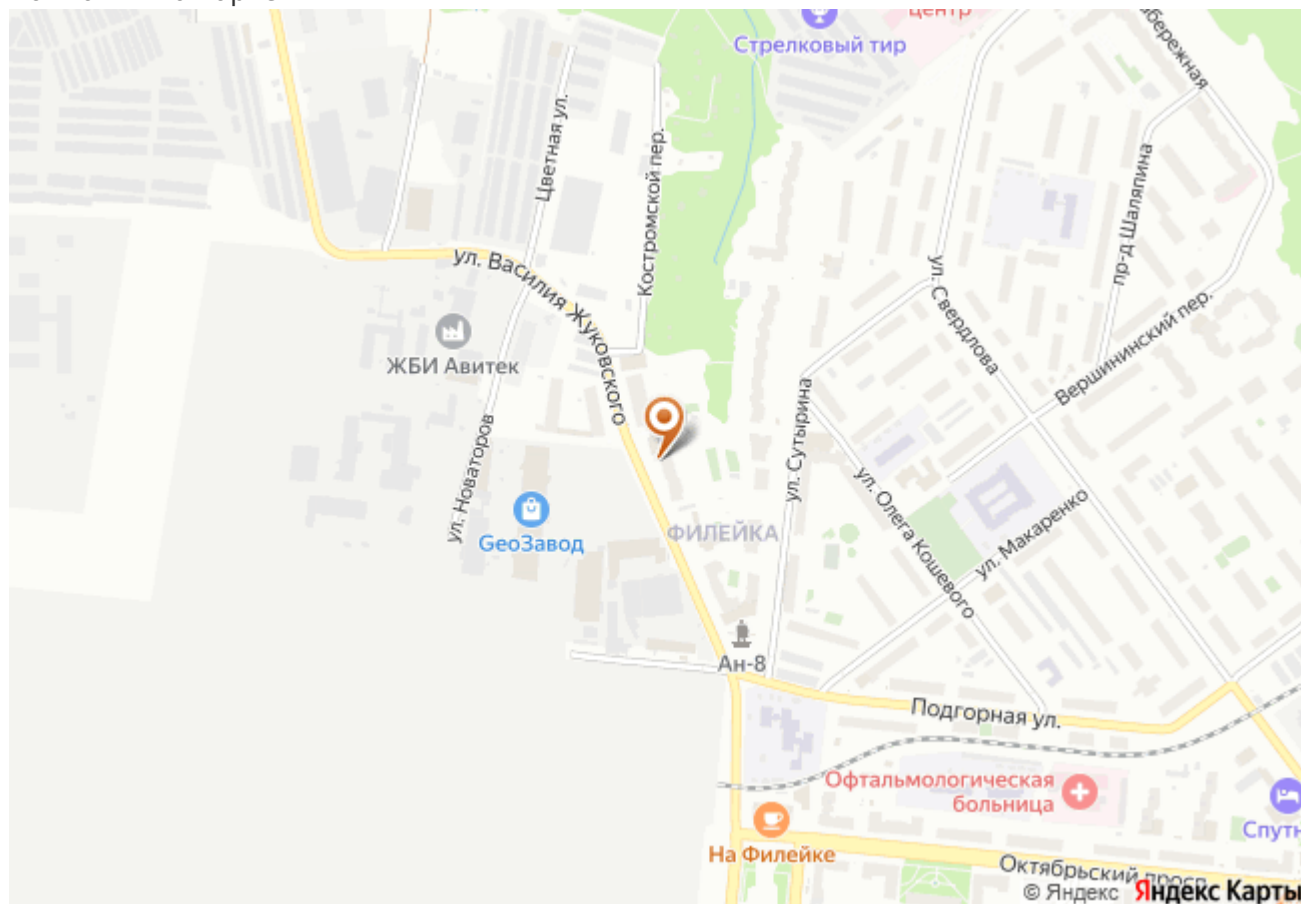 центр
Стрелковый тир
бережная
Цветная ул.
Костромской пер.
пр-д Шаляпина
ул. Василия Жуковского
ул. Свердлова
Вершининский пер.
ЖБИ Авитек
ул. Новаторов
ул. Сутырина
ул. Олега Кошевого
ул. Макаренко
GeoЗавод
ФИЛЕЙКА
Ан-8
Подгорная ул.
Офтальмологическая
больница
Спутн
На Филейке
Октябрьский просп.
© Яндекс Яндекс Карты